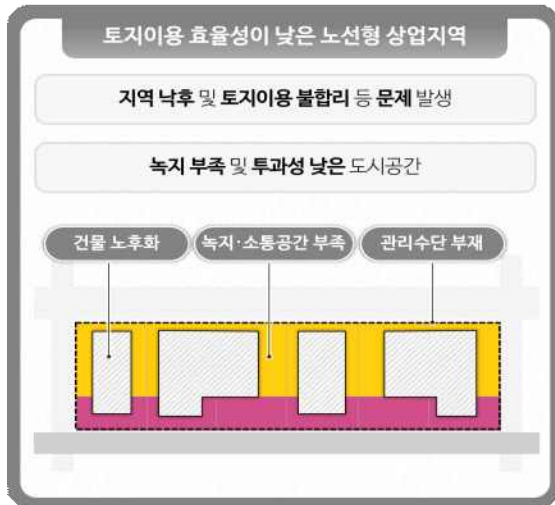 토지이용 효율성이 낮은 노선형 상업지역
지역 낙후 및 토지이용 불합리 등 문제 발생
녹지 부족 및 투과성 낮은 도시공간
건물 노후화
녹지·소통공간 부족
관리수단 부재